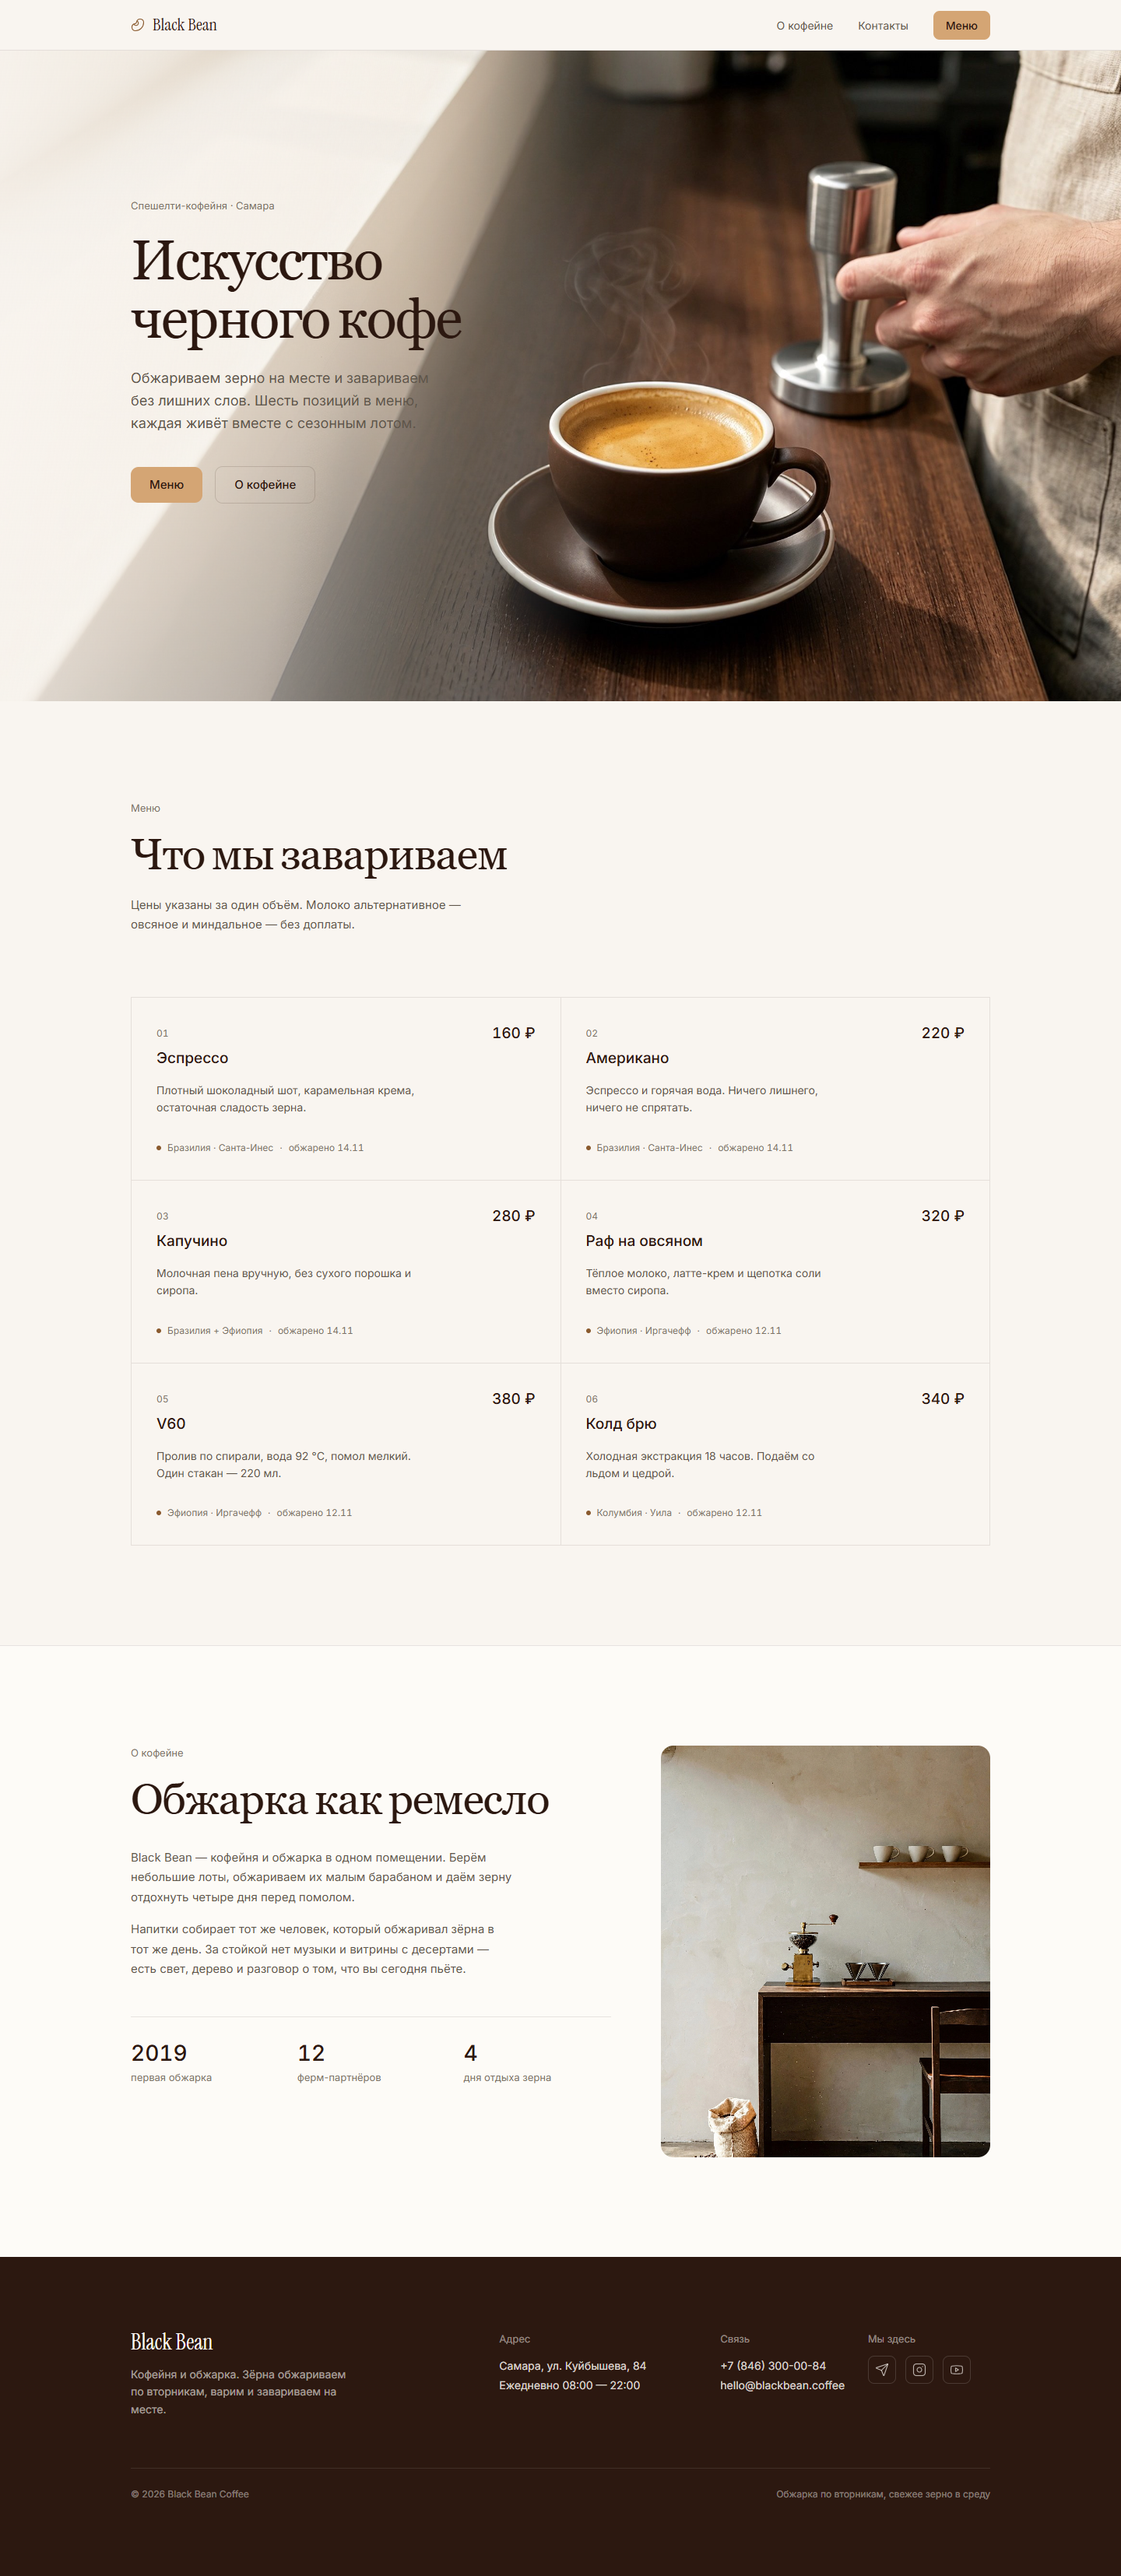 Black Bean
О кофейне
Контакты
Меню
Спешелти-кофейня · Самара
Искусство
черного кофе
Обжариваем зерно на месте и завариваем
без лишних слов. Шесть позиций в меню,
каждая живёт вместе с сезонным лотом.
Меню
О кофейне
Меню
Что мы завариваем
Цены указаны за один объём. Молоко альтернативное —
овсяное и миндальное — без доплаты.
01
160 ₽
Эспрессо
Плотный шоколадный шот, карамельная крема,
остаточная сладость зерна.
Бразилия · Санта-Инес · обжарено 14.11
02
220 ₽
Американо
Эспрессо и горячая вода. Ничего лишнего,
ничего не спрятать.
Бразилия · Санта-Инес · обжарено 14.11
03
280 ₽
Капучино
Молочная пена вручную, без сухого порошка и
сиропа.
Бразилия + Эфиопия · обжарено 14.11
04
320 ₽
Раф на овсяном
Тёплое молоко, латте-крем и щепотка соли
вместо сиропа.
Эфиопия · Иргачефф · обжарено 12.11
05
380 ₽
V60
Пролив по спирали, вода 92 °C, помол мелкий.
Один стакан — 220 мл.
Эфиопия · Иргачефф · обжарено 12.11
06
340 ₽
Колд брю
Холодная экстракция 18 часов. Подаём со
льдом и цедрой.
Колумбия · Уила · обжарено 12.11
О кофейне
Обжарка как ремесло
Black Bean — кофейня и обжарка в одном помещении. Берём
небольшие лоты, обжариваем их малым барабаном и даём зерну
отдохнуть четыре дня перед помолом.
Напитки собирает тот же человек, который обжаривал зёрна в
тот же день. За стойкой нет музыки и витрины с десертами —
есть свет, дерево и разговор о том, что вы сегодня пьёте.
2019
первая обжарка
12
ферм-партнёров
4
дня отдыха зерна
Black Bean
Кофейня и обжарка. Зёрна обжариваем
по вторникам, варим и завариваем на
месте.
Адрес
Самара, ул. Куйбышева, 84
Ежедневно 08:00 — 22:00
Связь
+7 (846) 300-00-84
hello@blackbean.coffee
Мы здесь
© 2026 Black Bean Coffee
Обжарка по вторникам, свежее зерно в среду